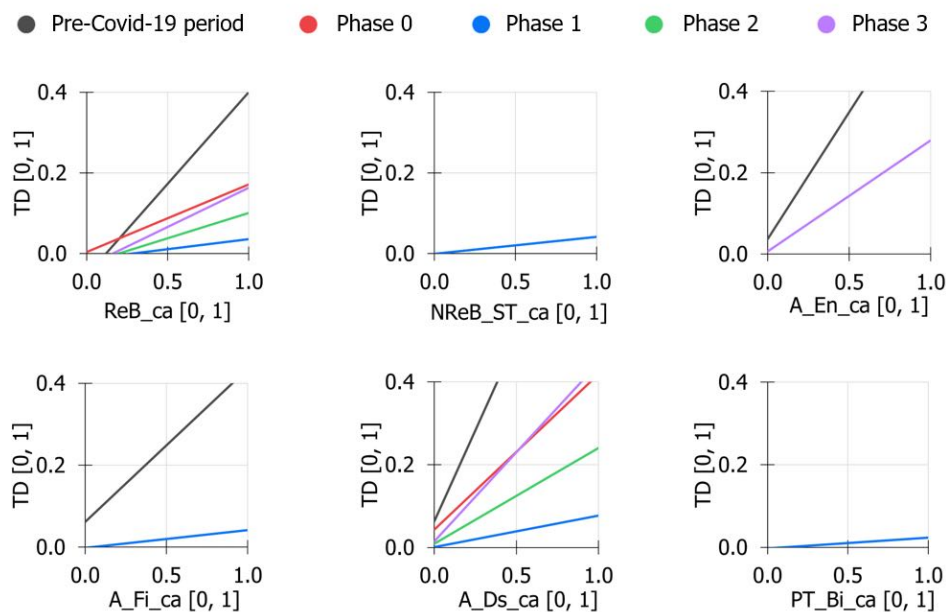 Pre-Covid-19 period Phase 0 Phase 1 Phase 2 Phase 3
0.4 0.4 0.4
TD [0, 1] TD [0, 1] TD [0, 1]
0.2 0.2 0.2
0.0 0.0 0.0
0.0 0.5 1.0 0.0 0.5 1.0 0.0 0.5 1.0
ReB_ca [0, 1] NReB_ST_ca [0, 1] A_En_ca [0, 1]
0.4 0.4 0.4
TD [0, 1] TD [0, 1] TD [0, 1]
0.2 0.2 0.2
0.0 0.0 0.0
0.0 0.5 1.0 0.0 0.5 1.0 0.0 0.5 1.0
A_Fi_ca [0, 1] A_Ds_ca [0, 1] PT_Bi_ca [0, 1]